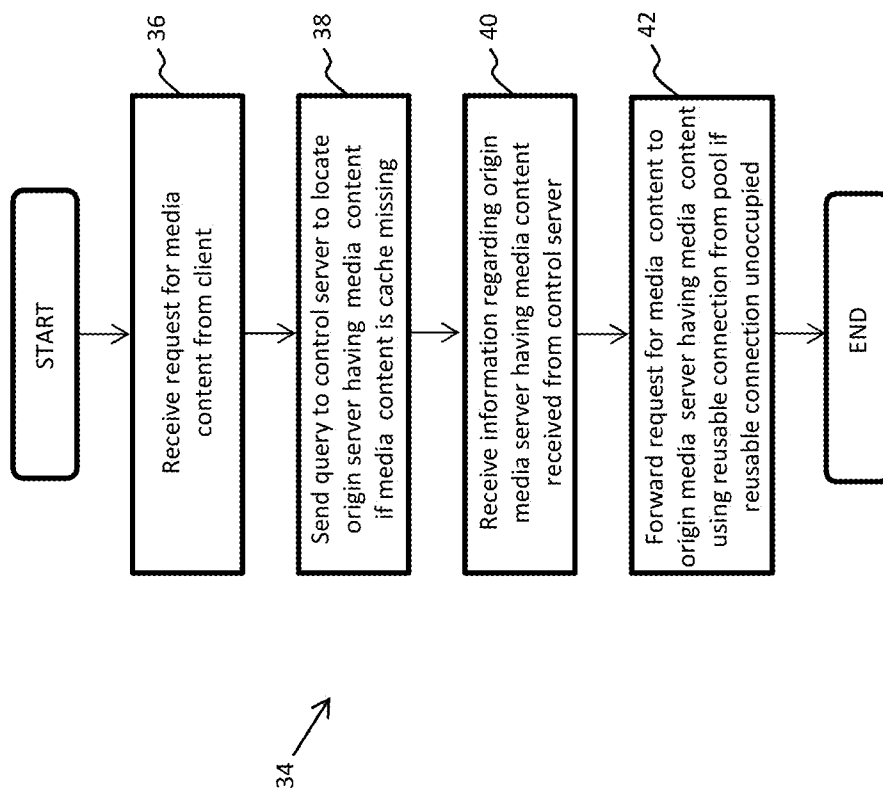 START
36
Receive request for media
content from client
38
Send query to control server to locate
origin server having media content
if media content is cache missing
40
Receive information regarding origin
media server having media content
received from control server
42
Forward request for media content to
origin media server having media content
using reusable connection from pool if
reusable connection unoccupied
END
34